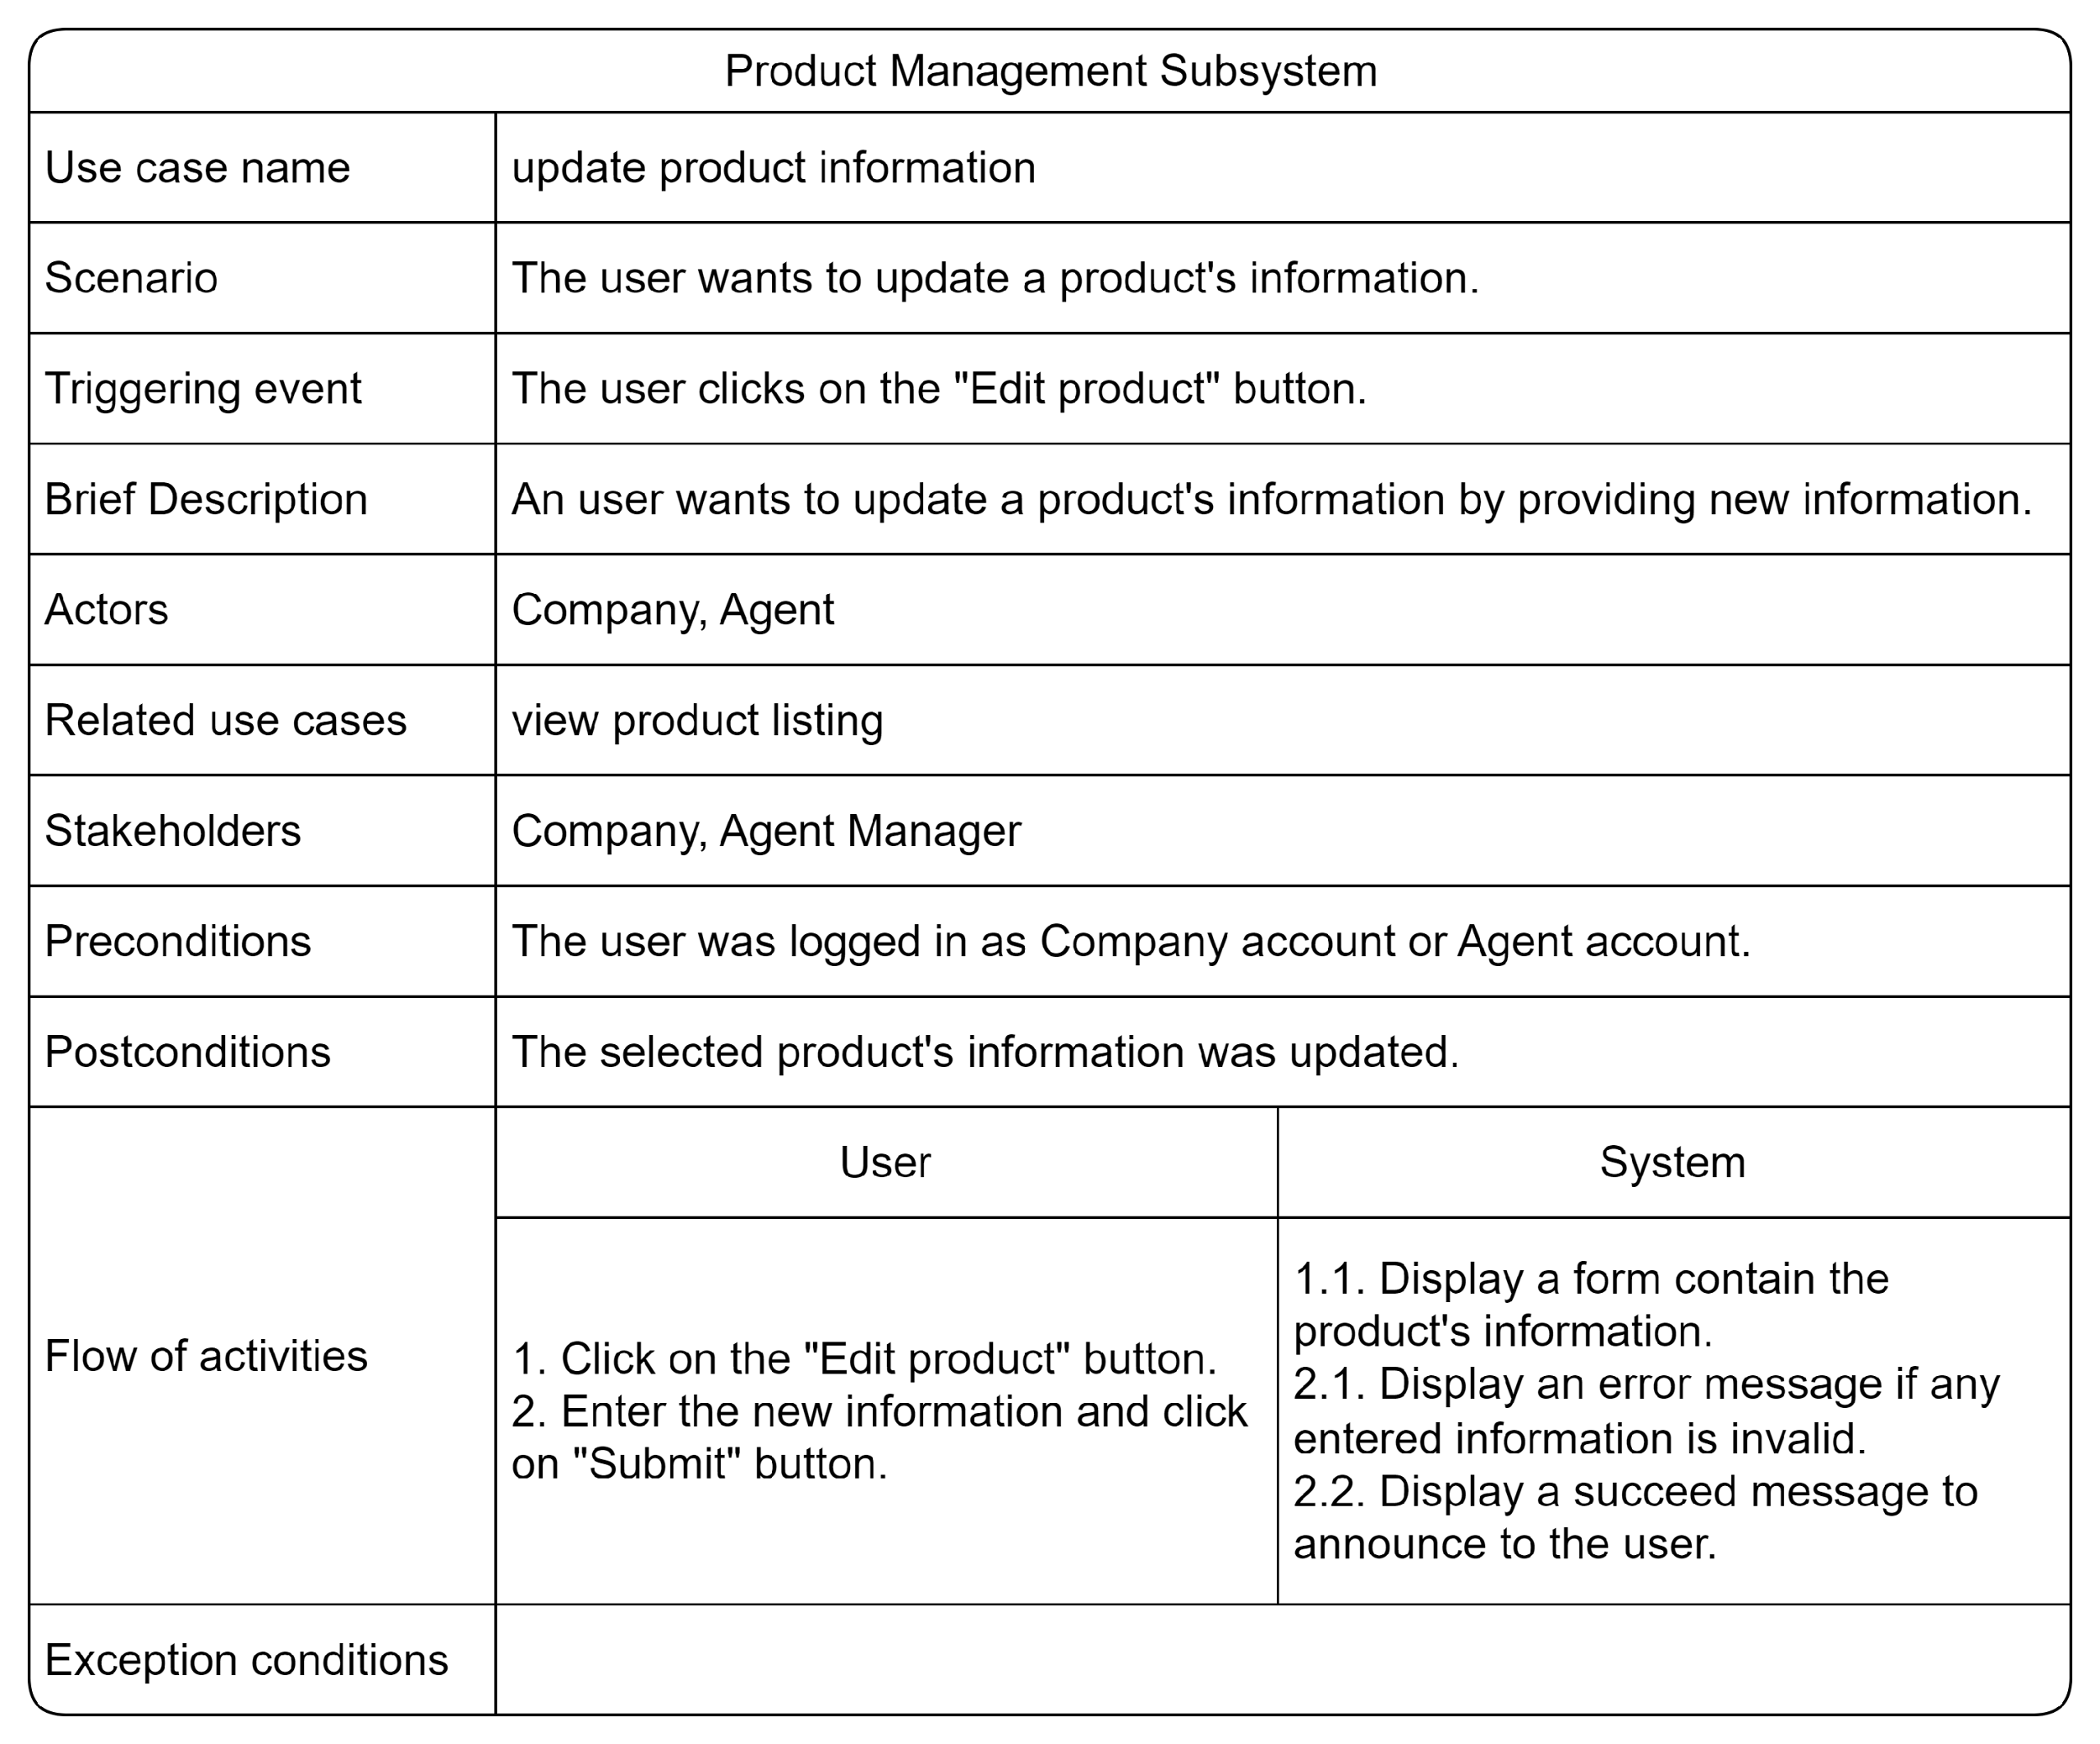 Product Management Subsystem
Use case name
update product information
Scenario
The user wants to update a product's information.
Triggering event
The user clicks on the "Edit product" button.
Brief Description
An user wants to update a product's information by providing new information.
Actors
Company, Agent
Related use cases
view product listing
Stakeholders
Company, Agent Manager
Preconditions
The user was logged in as Company account or Agent account.
Postconditions
The selected product's information was updated.
Flow of activities
User
System
1. Click on the "Edit product" button.
2. Enter the new information and click
on "Submit" button.
1.1. Display a form contain the
product's information.
2.1. Display an error message if any
entered information is invalid.
2.2. Display a succeed message to
announce to the user.
Exception conditions